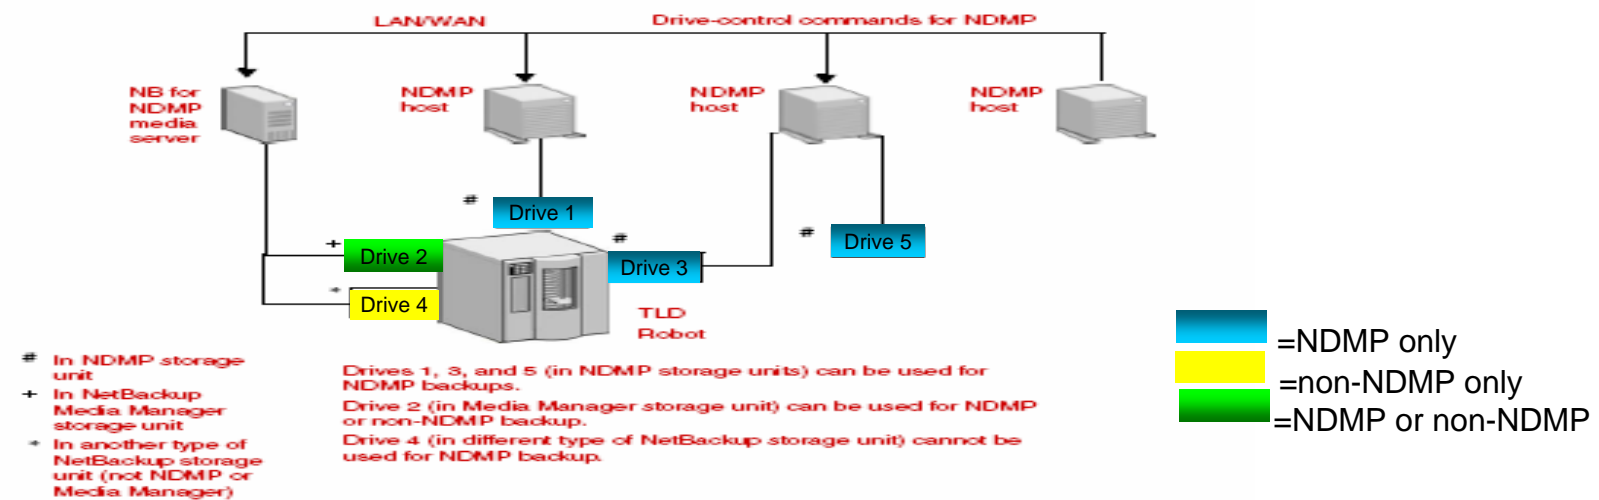 LAN/WAN
Drive-control commands for NDMP
NB for
NDMP
media
server
NDMP
host
NDMP
host
NDMP
host
#
Drive 1
+
Drive 2
*
Drive 4
#
Drive 3
#
Drive 5
TLD
Robot
# In NDMP storage
unit
+ In NetBackup
Media Manager
storage unit
* In another type of
NetBackup storage
unit (not NDMP or
Media Manager)
Drives 1, 3, and 5 (in NDMP storage units) can be used for
NDMP backups.
Drive 2 (in Media Manager storage unit) can be used for NDMP
or non-NDMP backup.
Drive 4 (in different type of NetBackup storage unit) cannot be
used for NDMP backup.
=NDMP only
=non-NDMP only
=NDMP or non-NDMP